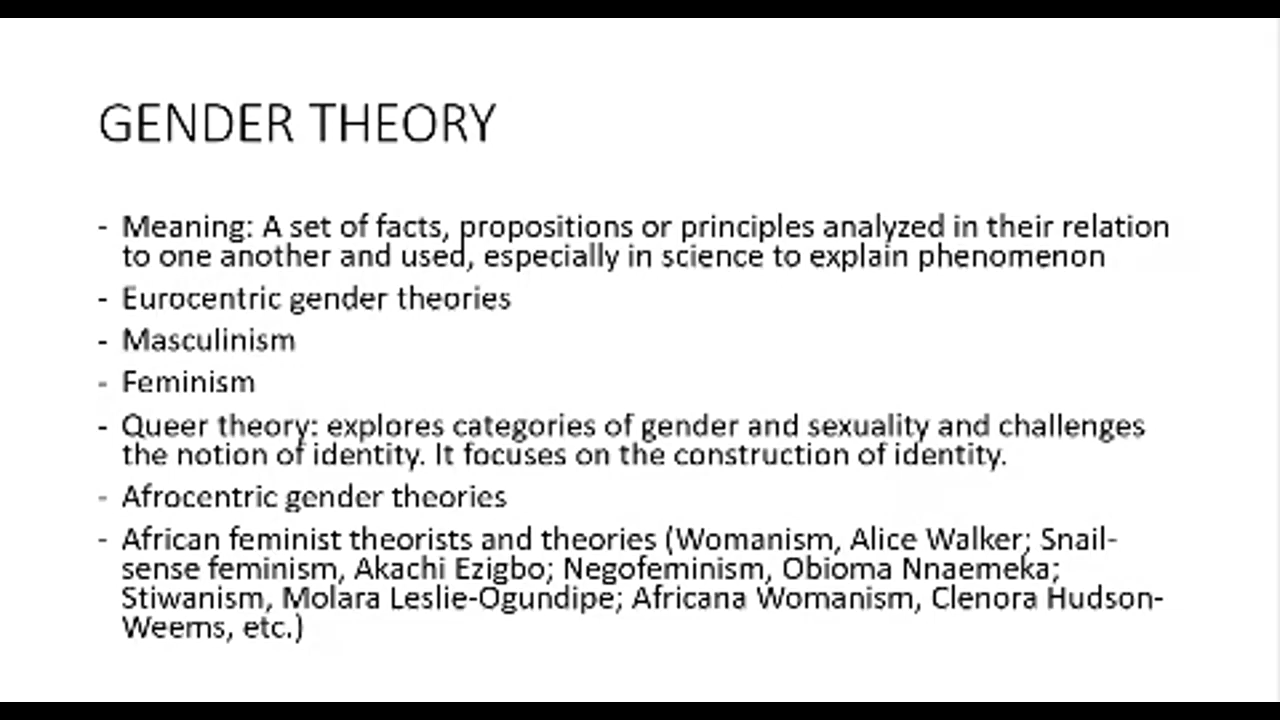 GENDER THEORY
- Meaning: A set of facts, propositions or principles analyzed in their relation
to one another and used, especially in science to explain phenomenon
- Eurocentric gender theories
- Masculinism
- Feminism
- Queer theory: explores categories of gender and sexuality and challenges
the notion of identity. It focuses on the construction of identity.
- Afrocentric gender theories
- African feminist theorists and theories (Womanism, Alice Walker; Snail-
sense feminism, Akachi Ezigbo; Negofeminism, Obioma Nnaemeka;
Stiwanism, Molara Leslie-Ogundipe; Africana Womanism, Clenora Hudson-
Weems, etc.)